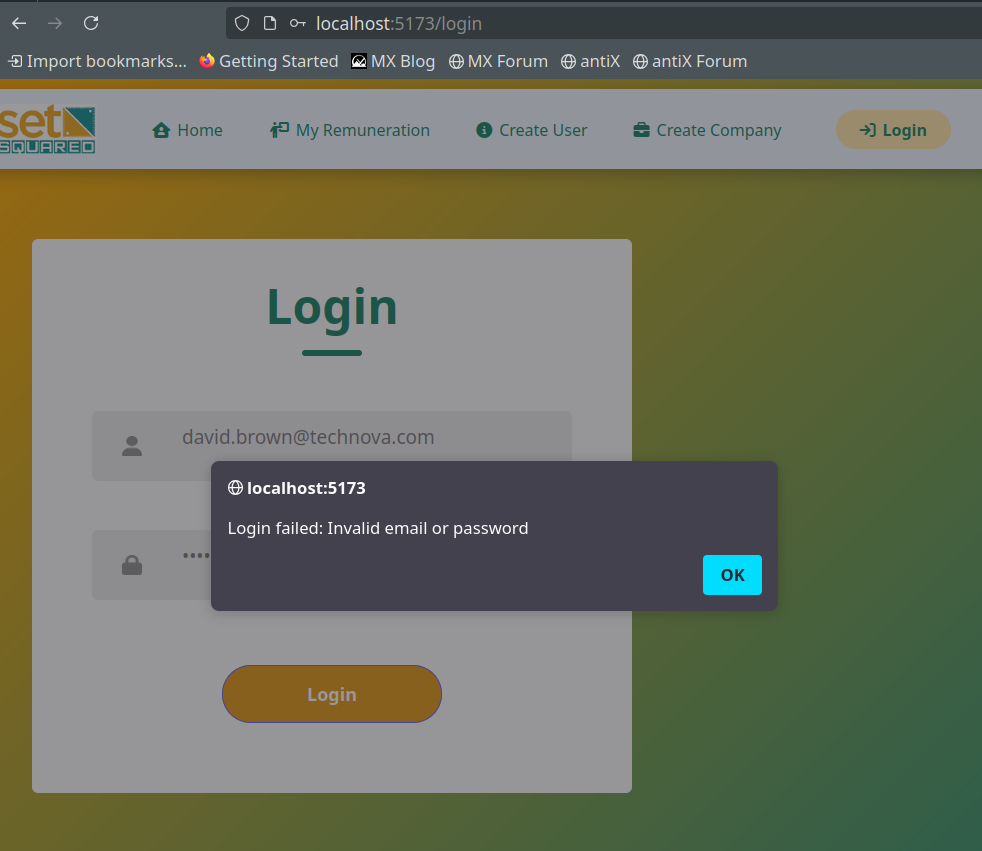 localhost:5173/login
Import bookmarks... Getting Started MX Blog MX Forum antiX antiX Forum
set
SQUARED
Home My Remuneration Create User Create Company Login
Login
david.brown@technova.com
localhost:5173
Login failed: Invalid email or password
OK
Login